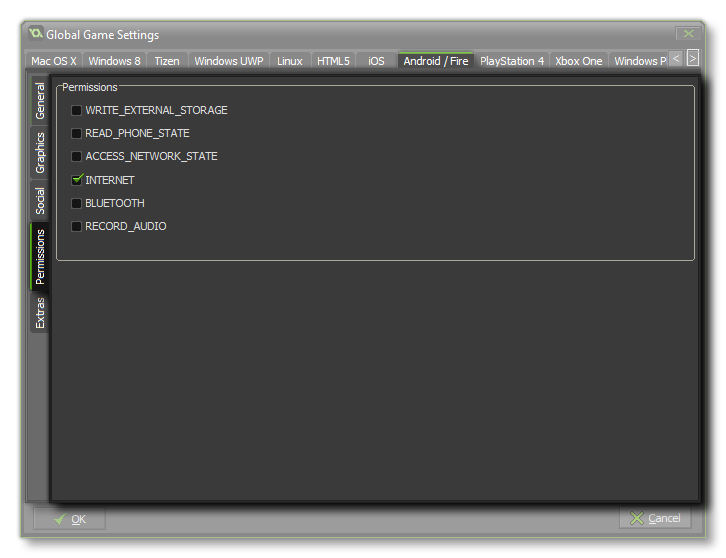 Global Game Settings
Mac OS X Windows 8 Tizen Windows UWP Linux HTML5 iOS Android / Fire PlayStation 4 Xbox One Windows P < >
General
Graphics
Social
Permissions
Extras
Permissions
WRITE_EXTERNAL_STORAGE
READ_PHONE_STATE
ACCESS_NETWORK_STATE
INTERNET
BLUETOOTH
RECORD_AUDIO
OK Cancel